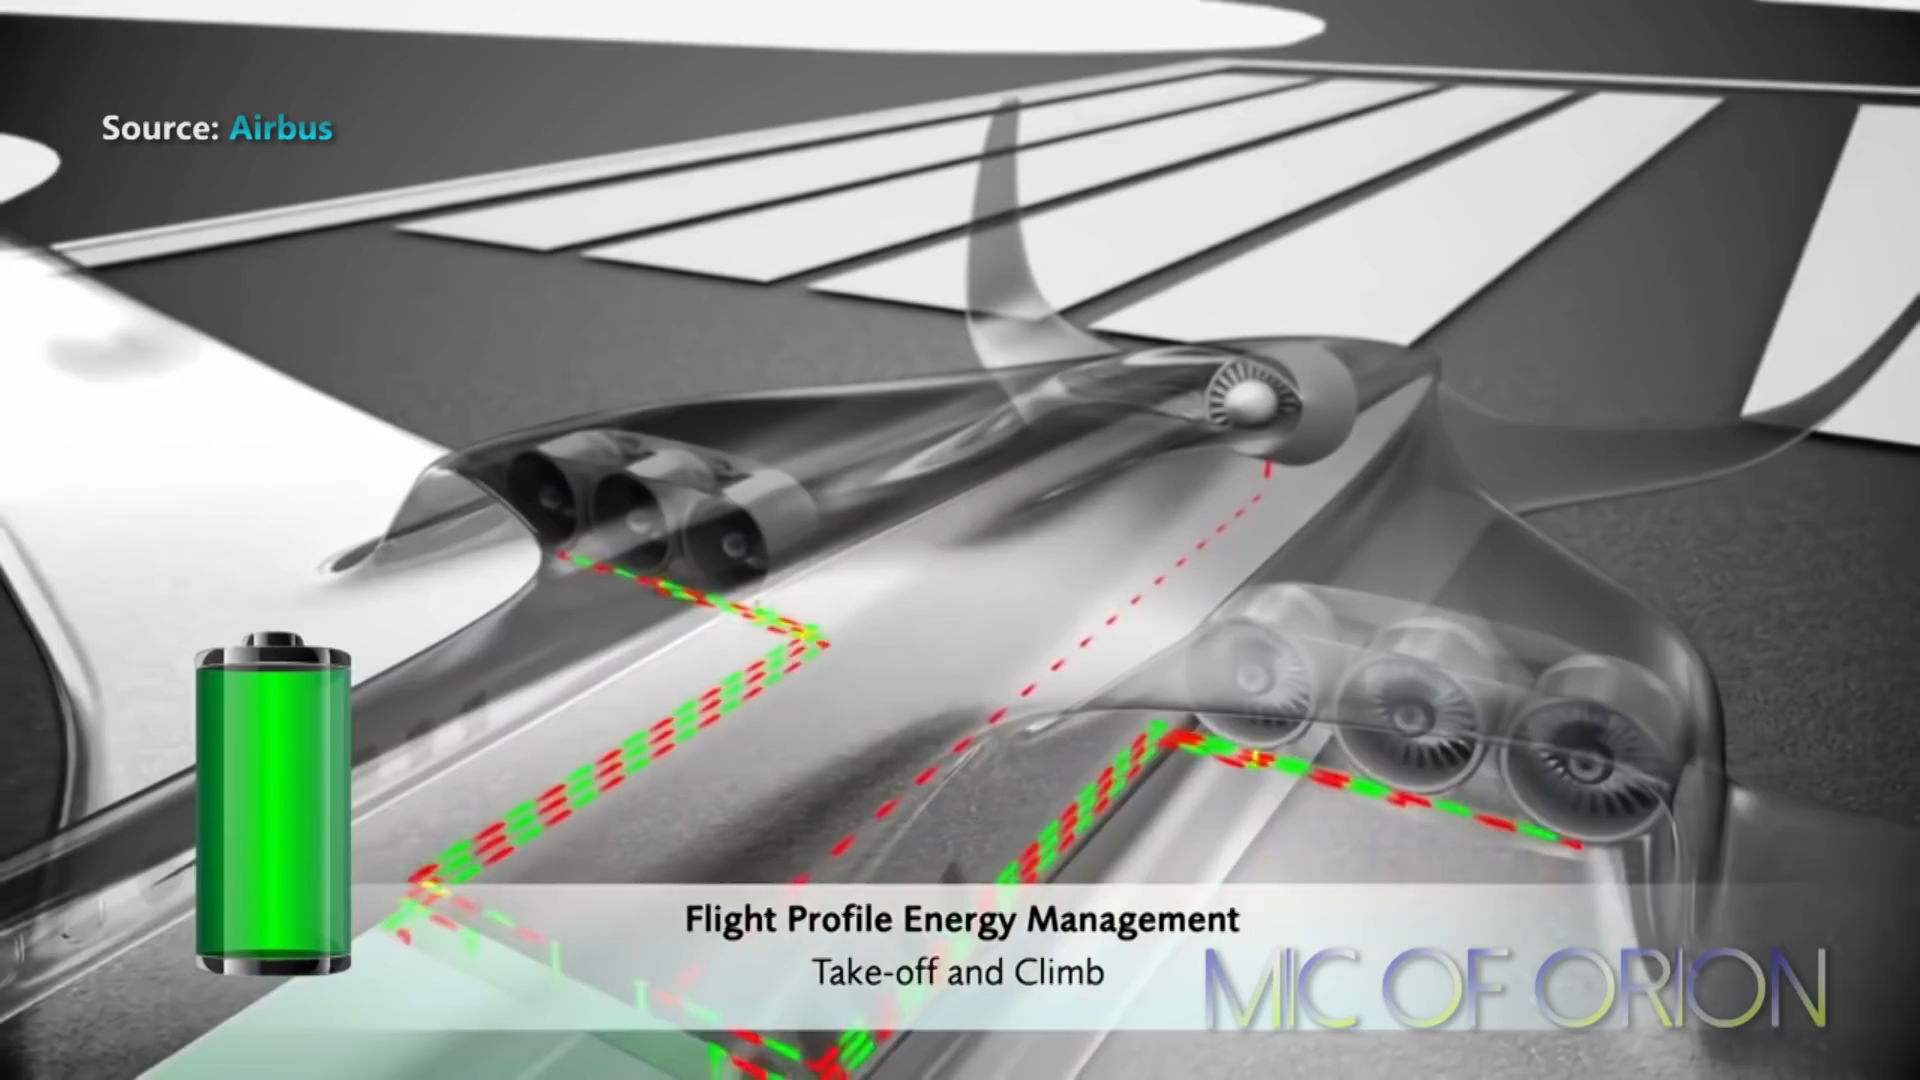 Source: Airbus
Flight Profile Energy Management
Take-off and Climb
MIC OF ORION